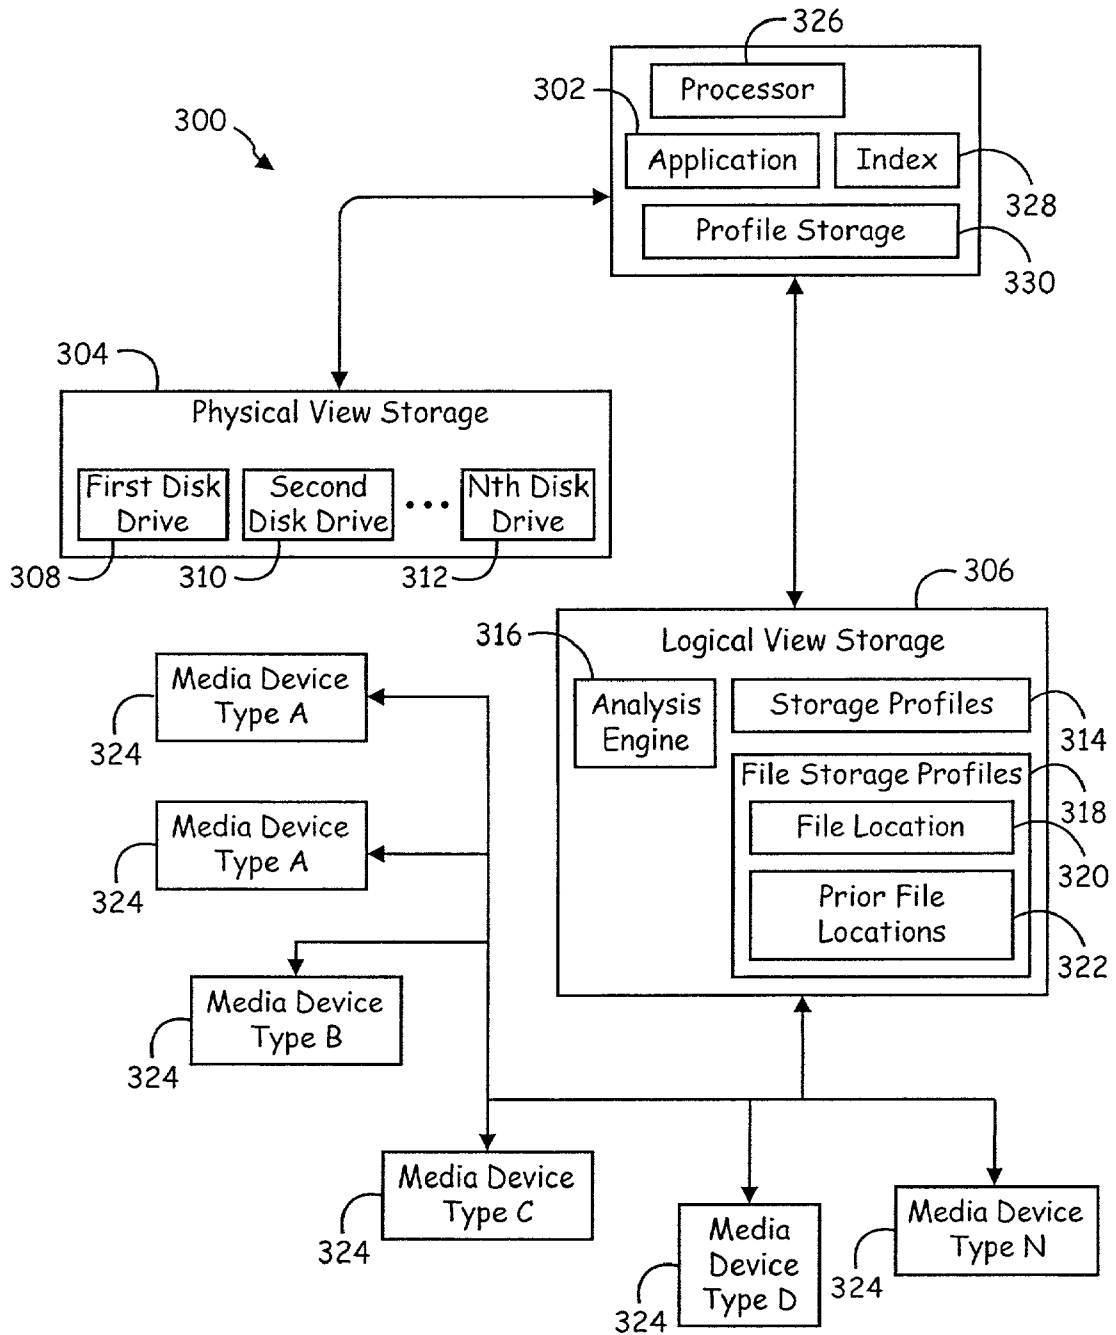 326
Processor
302
300
Application
Index
328
Profile Storage
330
304
Physical View Storage
First Disk
Drive
Second
Disk Drive
•••
Nth Disk
Drive
308
310
312
306
316
Logical View Storage
Analysis
Engine
Storage Profiles
314
File Storage Profiles
318
File Location
320
Prior File
Locations
322
Media Device
Type A
324
Media Device
Type A
324
Media Device
Type B
324
Media Device
Type C
324
Media
Device
Type D
324
Media Device
Type N
324